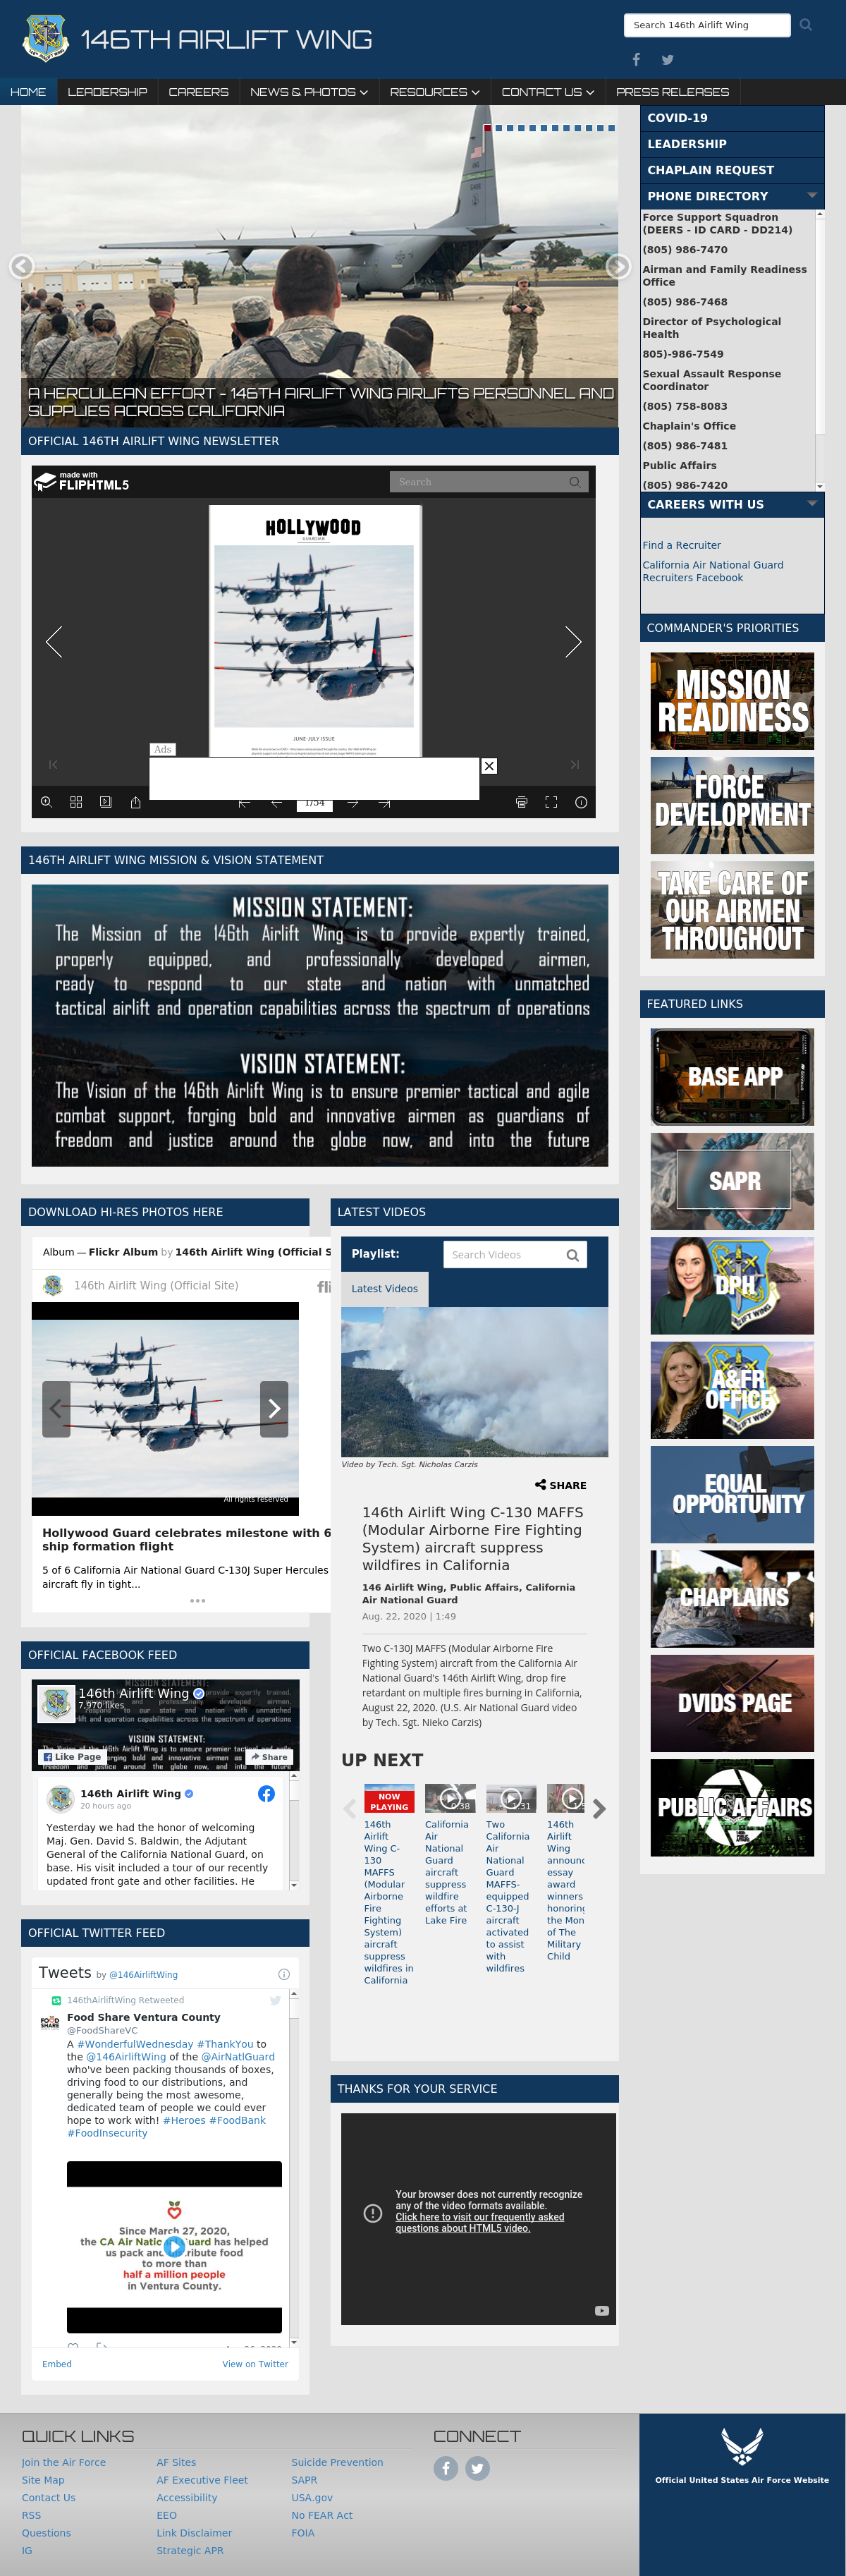 146TH AIRLIFT WING
Search 146th Airlift Wing
HOME
LEADERSHIP
CAREERS
NEWS & PHOTOS
RESOURCES
CONTACT US
PRESS RELEASES
A HERCULEAN EFFORT - 146TH AIRLIFT WING AIRLIFTS PERSONNEL AND
SUPPLIES ACROSS CALIFORNIA
OFFICIAL 146TH AIRLIFT WING NEWSLETTER
made with
FLIPHTML5
Search
HOLLYWOOD
GUARDIAN
JUNE-JULY ISSUE
Ads
1/54
146TH AIRLIFT WING MISSION & VISION STATEMENT
MISSION STATEMENT:
The Mission of the 146th Airlift Wing is to provide expertly trained,
properly equipped, and professionally developed airmen,
ready to respond to our state and nation with unmatched
tactical airlift and operation capabilities across the spectrum of operations
VISION STATEMENT:
The Vision of the 146th Airlift Wing is to ensure premier tactical and agile
combat support, forging bold and innovative airmen as guardians of
freedom and justice around the globe now, and into the future
DOWNLOAD HI-RES PHOTOS HERE
Album — Flickr Album by 146th Airlift Wing (Official S
146th Airlift Wing (Official Site)
fli
All rights reserved
Hollywood Guard celebrates milestone with 6
ship formation flight
5 of 6 California Air National Guard C-130J Super Hercules
aircraft fly in tight...
OFFICIAL FACEBOOK FEED
146th Airlift Wing
7,970 likes
Like Page
Share
146th Airlift Wing
20 hours ago
Yesterday we had the honor of welcoming
Maj. Gen. David S. Baldwin, the Adjutant
General of the California National Guard, on
base. His visit included a tour of our recently
updated front gate and other facilities. He
OFFICIAL TWITTER FEED
Tweets by @146AirliftWing
146thAirliftWing Retweeted
FOOD
SHARE
Food Share Ventura County
@FoodShareVC
A #WonderfulWednesday #ThankYou to
the @146AirliftWing of the @AirNatlGuard
who've been packing thousands of boxes,
driving food to our distributions, and
generally being the most awesome,
dedicated team of people we could ever
hope to work with! #Heroes #FoodBank
#FoodInsecurity
Since March 27, 2020,
the CA Air Nati uard has helped
us pack an tribute food
to more than
half a million people
in Ventura County.
Embed
View on Twitter
LATEST VIDEOS
Playlist:
Search Videos
Latest Videos
Video by Tech. Sgt. Nicholas Carzis
SHARE
146th Airlift Wing C-130 MAFFS
(Modular Airborne Fire Fighting
System) aircraft suppress
wildfires in California
146 Airlift Wing, Public Affairs, California
Air National Guard
Aug. 22, 2020 | 1:49
Two C-130J MAFFS (Modular Airborne Fire
Fighting System) aircraft from the California Air
National Guard's 146th Airlift Wing, drop fire
retardant on multiple fires burning in California,
August 22, 2020. (U.S. Air National Guard video
by Tech. Sgt. Nieko Carzis)
UP NEXT
NOW
PLAYING
146th
Airlift
Wing C-
130
MAFFS
(Modular
Airborne
Fire
Fighting
System)
aircraft
suppress
wildfires in
California
0:38
California
Air
National
Guard
aircraft
suppress
wildfire
efforts at
Lake Fire
1:31
Two
California
Air
National
Guard
MAFFS-
equipped
C-130-J
aircraft
activated
to assist
with
wildfires
146th
Airlift
Wing
announc
essay
award
winners
honoring
the Mon
of The
Military
Child
THANKS FOR YOUR SERVICE
Your browser does not currently recognize
any of the video formats available.
Click here to visit our frequently asked
questions about HTML5 video.
COVID-19
LEADERSHIP
CHAPLAIN REQUEST
PHONE DIRECTORY
Force Support Squadron
(DEERS - ID CARD - DD214)
(805) 986-7470
Airman and Family Readiness
Office
(805) 986-7468
Director of Psychological
Health
805)-986-7549
Sexual Assault Response
Coordinator
(805) 758-8083
Chaplain's Office
(805) 986-7481
Public Affairs
(805) 986-7420
CAREERS WITH US
Find a Recruiter
California Air National Guard
Recruiters Facebook
COMMANDER'S PRIORITIES
MISSION
READINESS
FORCE
DEVELOPMENT
TAKE CARE OF
OUR AIRMEN
THROUGHOUT
FEATURED LINKS
BASE APP
SAPR
DPH
A&FR
OFFICE
EQUAL
OPPORTUNITY
CHAPLAINS
DVIDS PAGE
PUBLIC AFFAIRS
QUICK LINKS
Join the Air Force
Site Map
Contact Us
RSS
Questions
IG
AF Sites
AF Executive Fleet
Accessibility
EEO
Link Disclaimer
Strategic APR
Suicide Prevention
SAPR
USA.gov
No FEAR Act
FOIA
CONNECT
Official United States Air Force Website